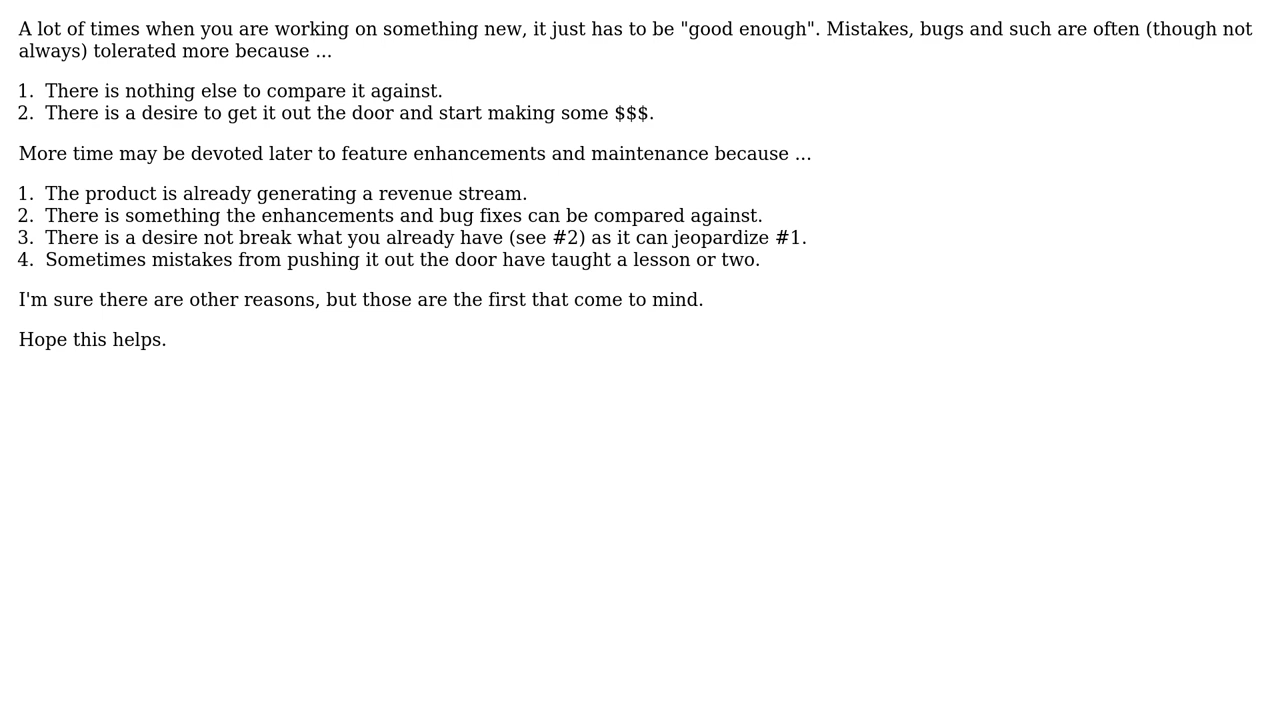 A lot of times when you are working on something new, it just has to be "good enough". Mistakes, bugs and such are often (though not
always) tolerated more because ...
1. There is nothing else to compare it against.
2. There is a desire to get it out the door and start making some $$$.
More time may be devoted later to feature enhancements and maintenance because ...
1. The product is already generating a revenue stream.
2. There is something the enhancements and bug fixes can be compared against.
3. There is a desire not break what you already have (see #2) as it can jeopardize #1.
4. Sometimes mistakes from pushing it out the door have taught a lesson or two.
I'm sure there are other reasons, but those are the first that come to mind.
Hope this helps.